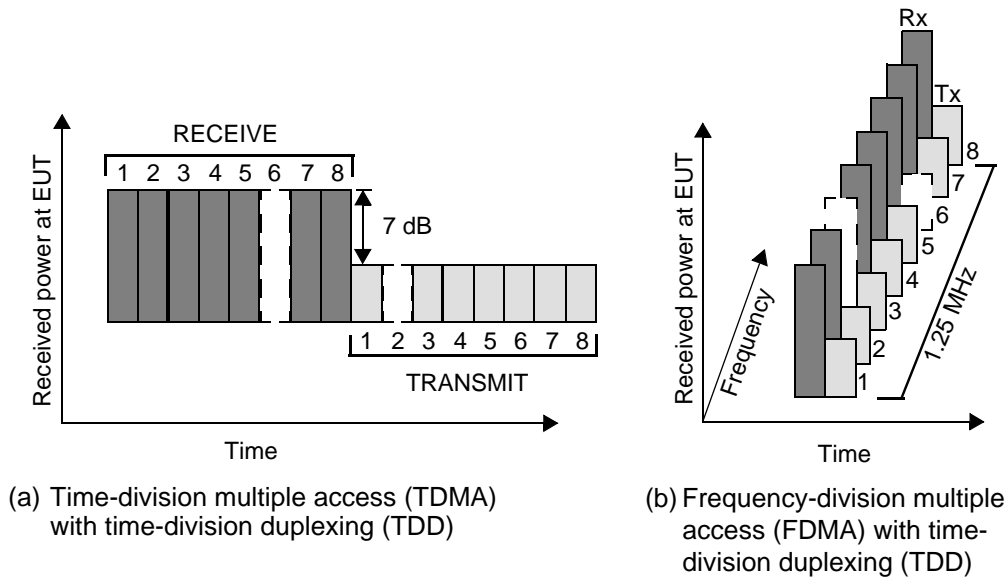 RECEIVE
1 2 3 4 5 6 7 8
7 dB
1 2 3 4 5 6 7 8
TRANSMIT
Received power at EUT
Time
(a) Time-division multiple access (TDMA)
with time-division duplexing (TDD)
Rx
Tx
8
7
6
5
4
3
2
1
1.25 MHz
Frequency
Received power at EUT
Time
(b) Frequency-division multiple
access (FDMA) with time-
division duplexing (TDD)